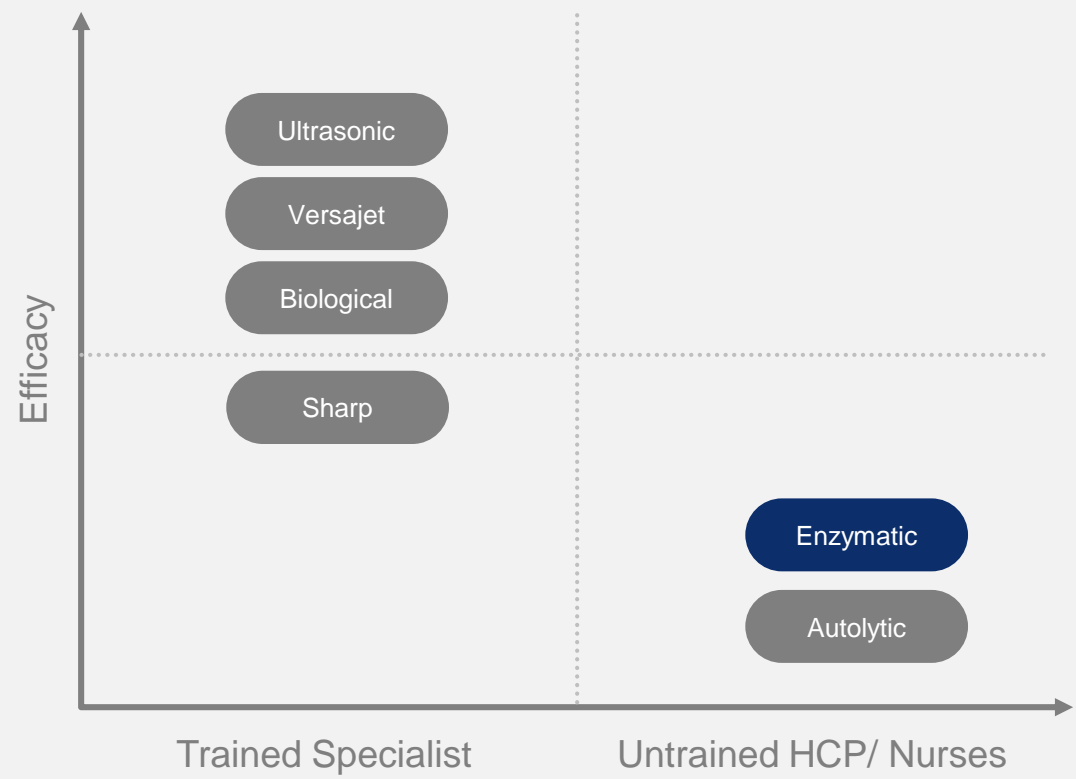 Ultrasonic
Versajet
Biological
Efficacy
Sharp
Enzymatic
Autolytic
Trained Specialist
Untrained HCP/ Nurses